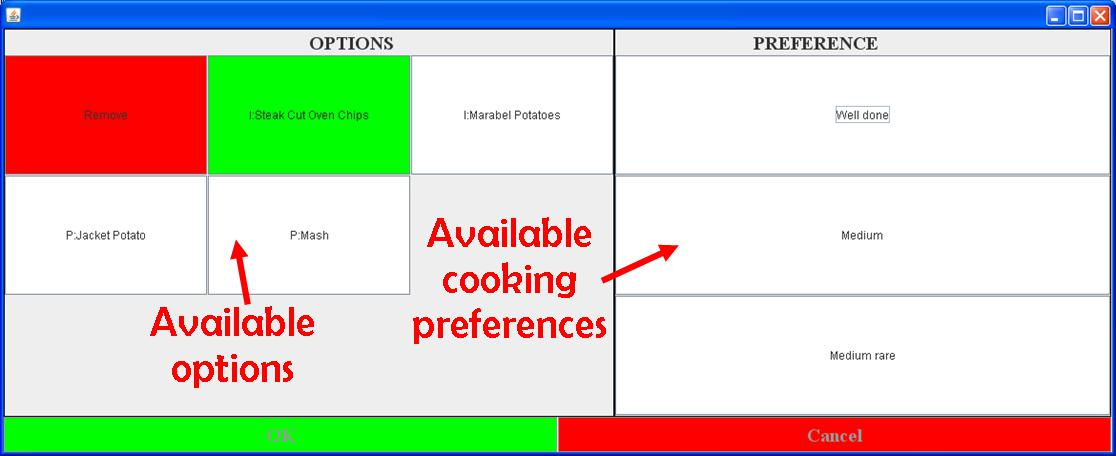 OPTIONS
PREFERENCE
Remove
I:Steak Cut Oven Chips
I:Marabel Potatoes
Well done
P:Jacket Potato
P:Mash
Available
cooking
preferences
Medium
Available
options
Medium rare
OK
Cancel